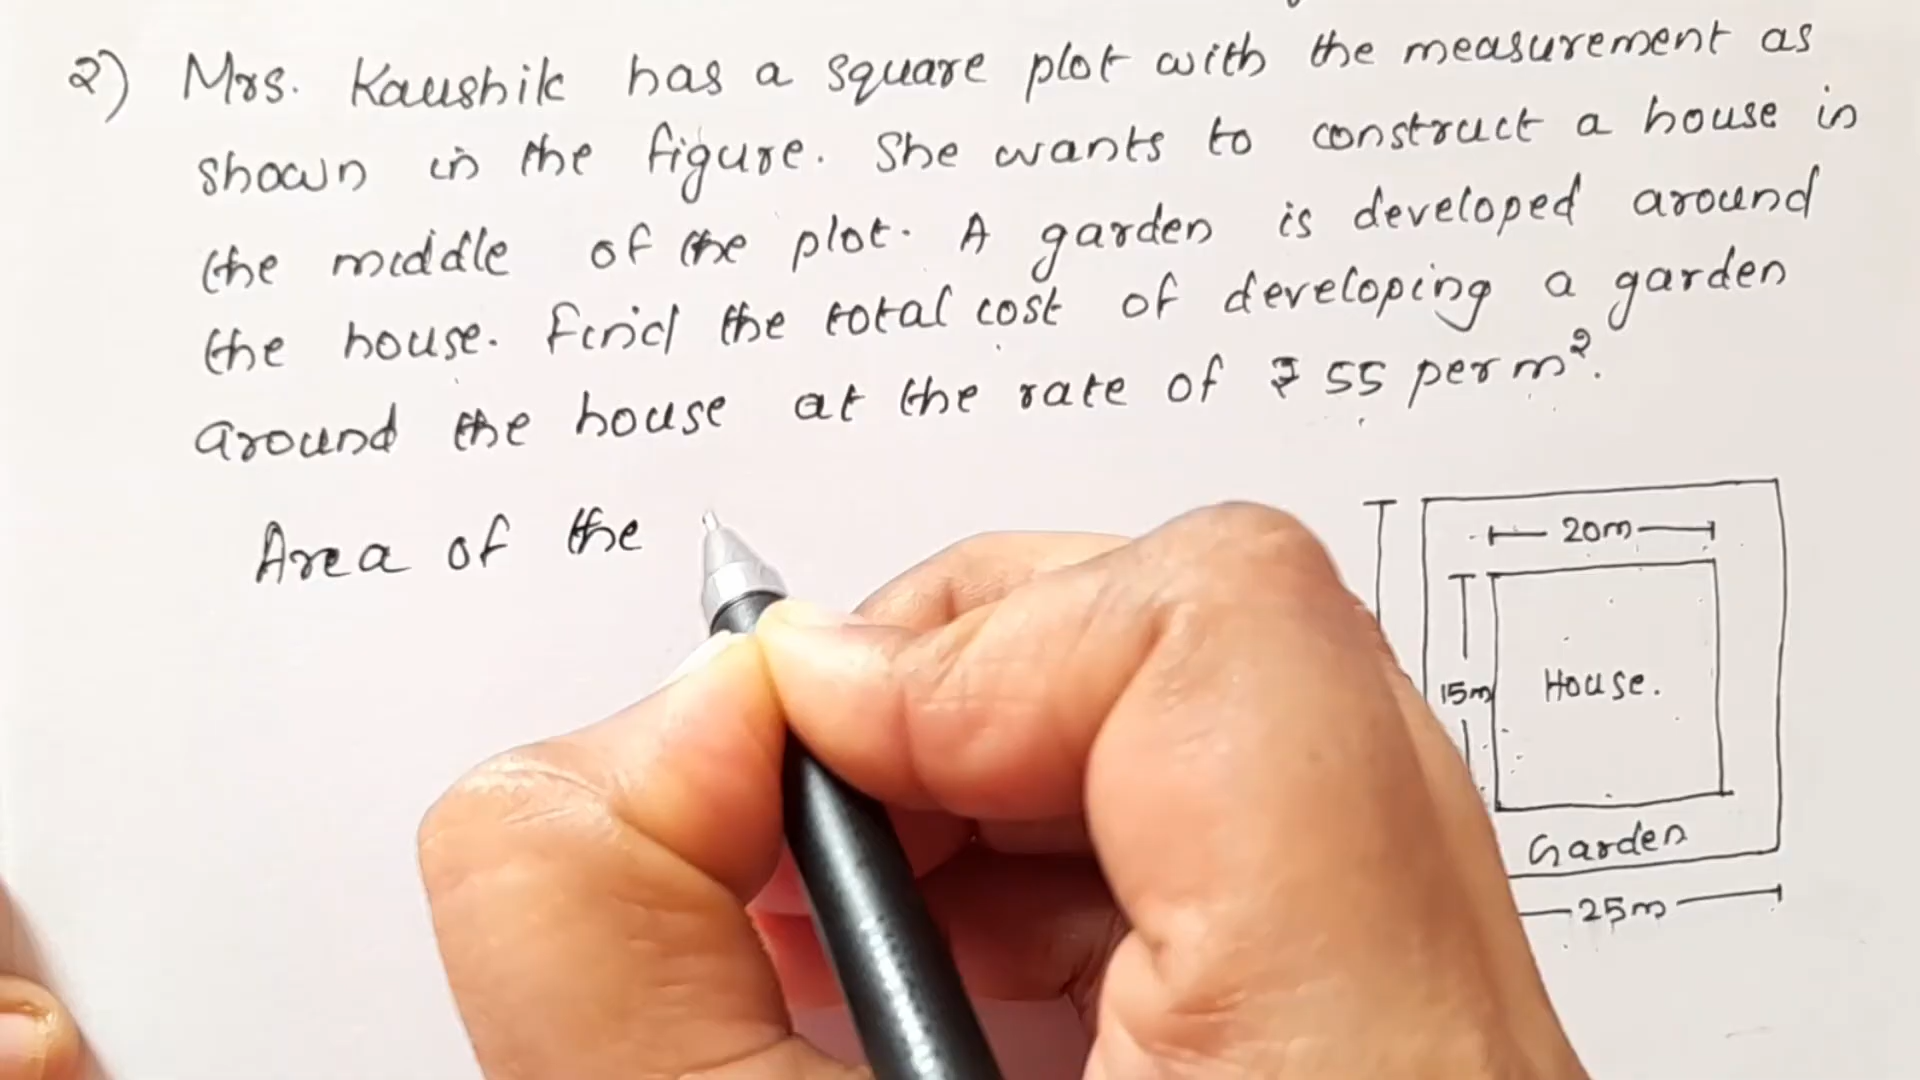 2) Mrs. Kaushik has a square plot with the measurement as
shown in the figure. She wants to construct a house in
the middle of the plot. A garden is developed around
the house. Find the total cost of developing a garden
around the house at the rate of ₹ 55 per m².
Area of the
20m
15m
House.
Garden
25m